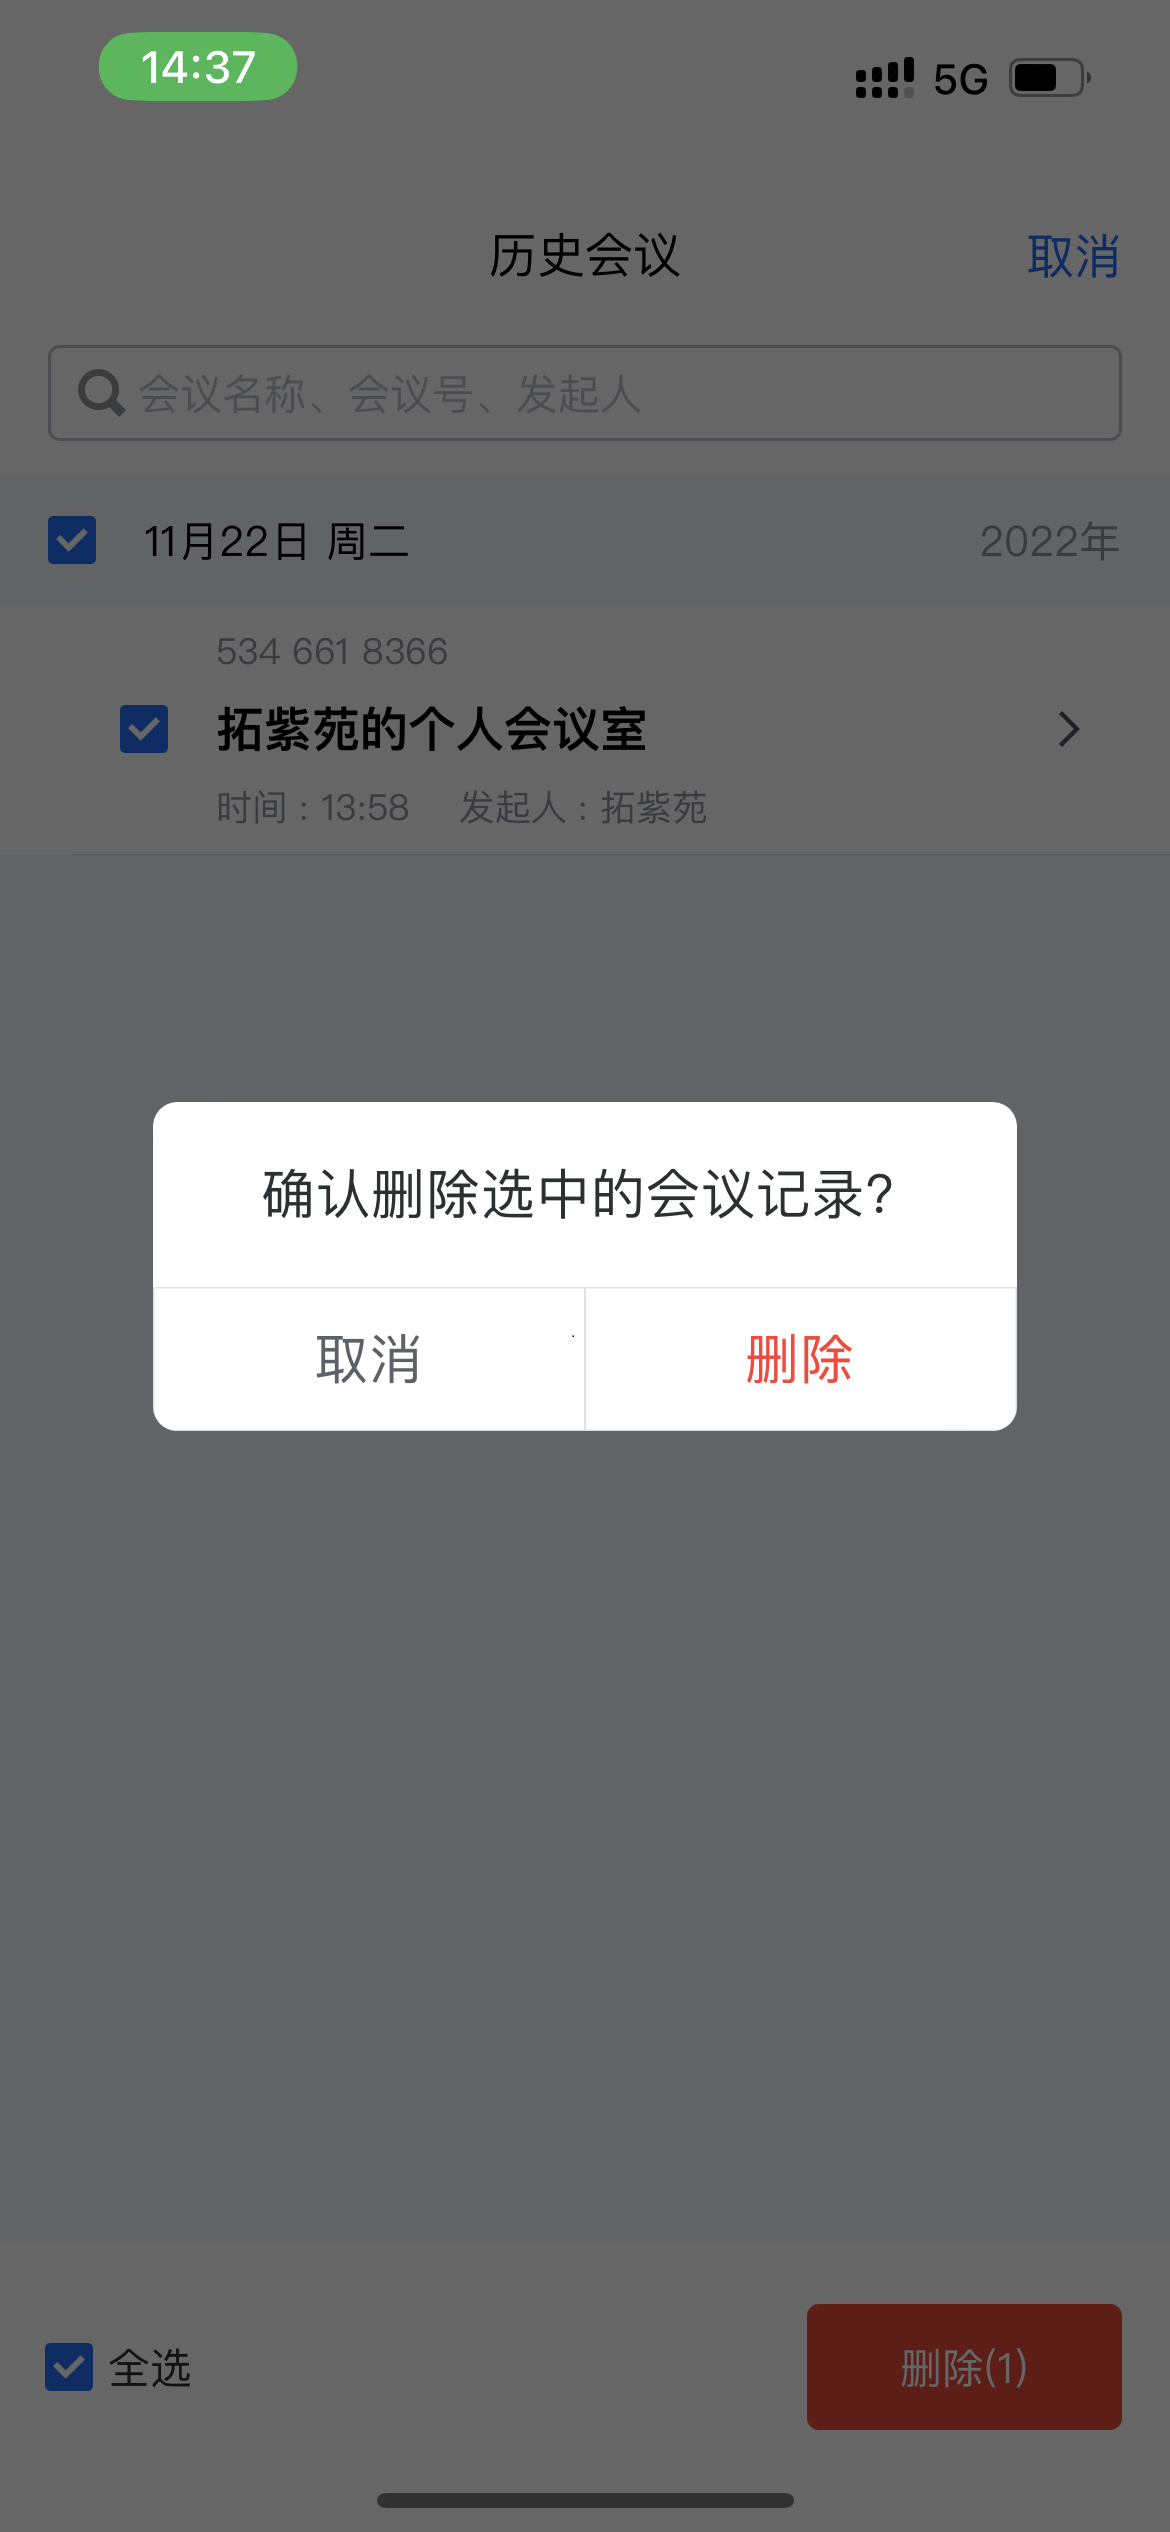 14:37
5G
历史会议
取消
会议名称、会议号、发起人
11月22日 周二
2022年
534 661 8366
拓紫苑的个人会议室
时间：13:58 发起人：拓紫苑
确认删除选中的会议记录?
取消
删除
全选
删除(1)